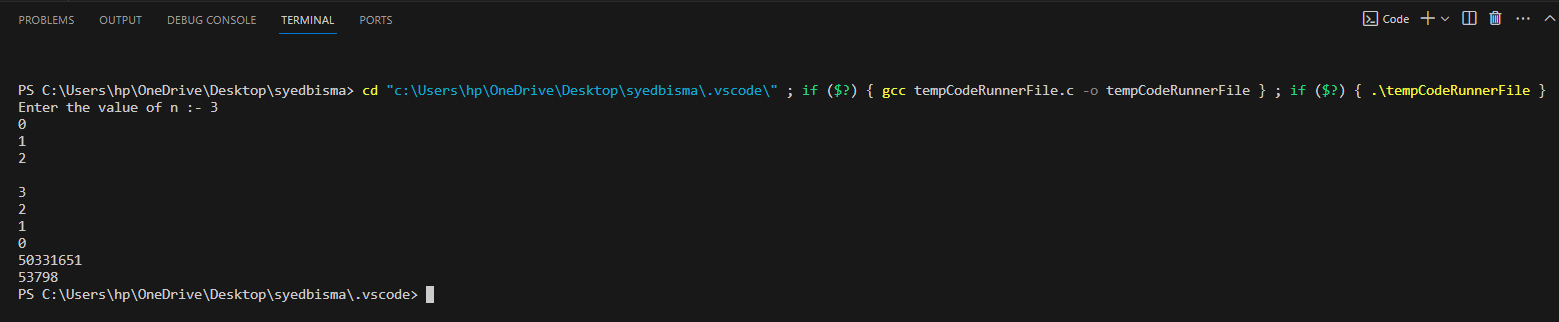 PROBLEMS OUTPUT DEBUG CONSOLE TERMINAL PORTS Code
PS C:\Users\hp\OneDrive\Desktop\syedbisma> cd "c:\Users\hp\OneDrive\Desktop\syedbisma\.vscode\" ; if ($?) { gcc tempCodeRunnerFile.c -o tempCodeRunnerFile } ; if ($?) { .\tempCodeRunnerFile }
Enter the value of n :- 3
0
1
2
3
2
1
0
50331651
53798
PS C:\Users\hp\OneDrive\Desktop\syedbisma\.vscode>